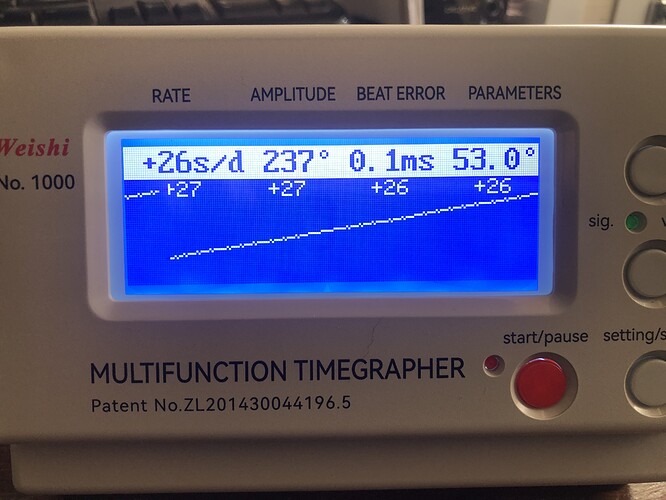 RATE AMPLITUDE BEAT ERROR PARAMETERS
Weishi
+26s/d 237° 0.1ms 53.0°
No. 1000
+27 +27 +26 +26
sig.
start/pause setting/s
MULTIFUNCTION TIMEGRAPHER
Patent No.ZL201430044196.5